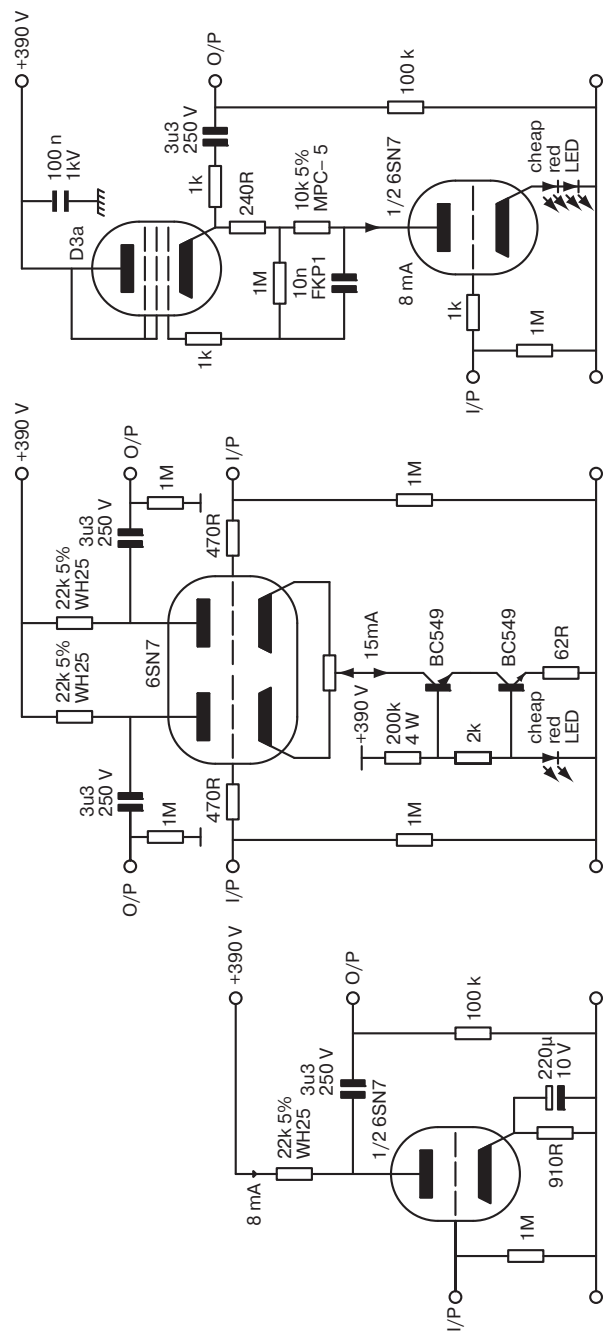 +390 V
8 mA
22k 5%
WH25
3u3
250 V
O/P
1/2 6SN7
I/P
1M
910R
220µ
10 V
100 k
+390 V
22k 5%
WH25
22k 5%
WH25
3u3
250 V
3u3
250 V
O/P
1M
O/P
1M
6SN7
I/P
470R
470R
I/P
1M
1M
15mA
+390 V
200k
4 W
BC549
2k
BC549
cheap
red
LED
62R
+390 V
100 n
1kV
D3a
3u3
250 V
O/P
1k
240R
1k
1M
10n
FKP1
10k 5%
MPC– 5
100 k
8 mA
1/2 6SN7
I/P
1k
1M
cheap
red
LED